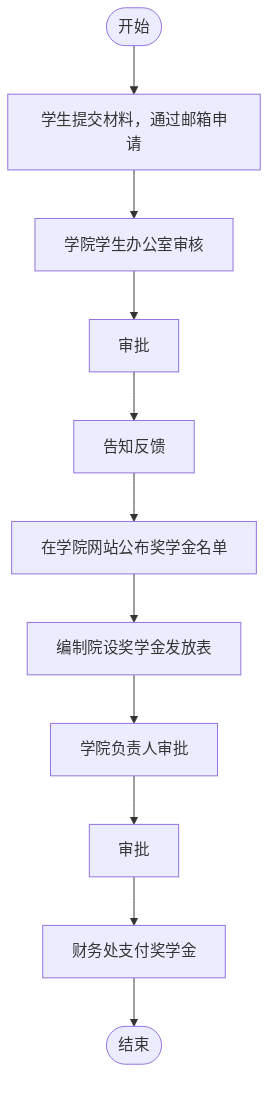 开始
学生提交材料，通过邮箱申
请
学院学生办公室审核
审批
告知反馈
在学院网站公布奖学金名单
编制院设奖学金发放表
学院负责人审批
审批
财务处支付奖学金
结束